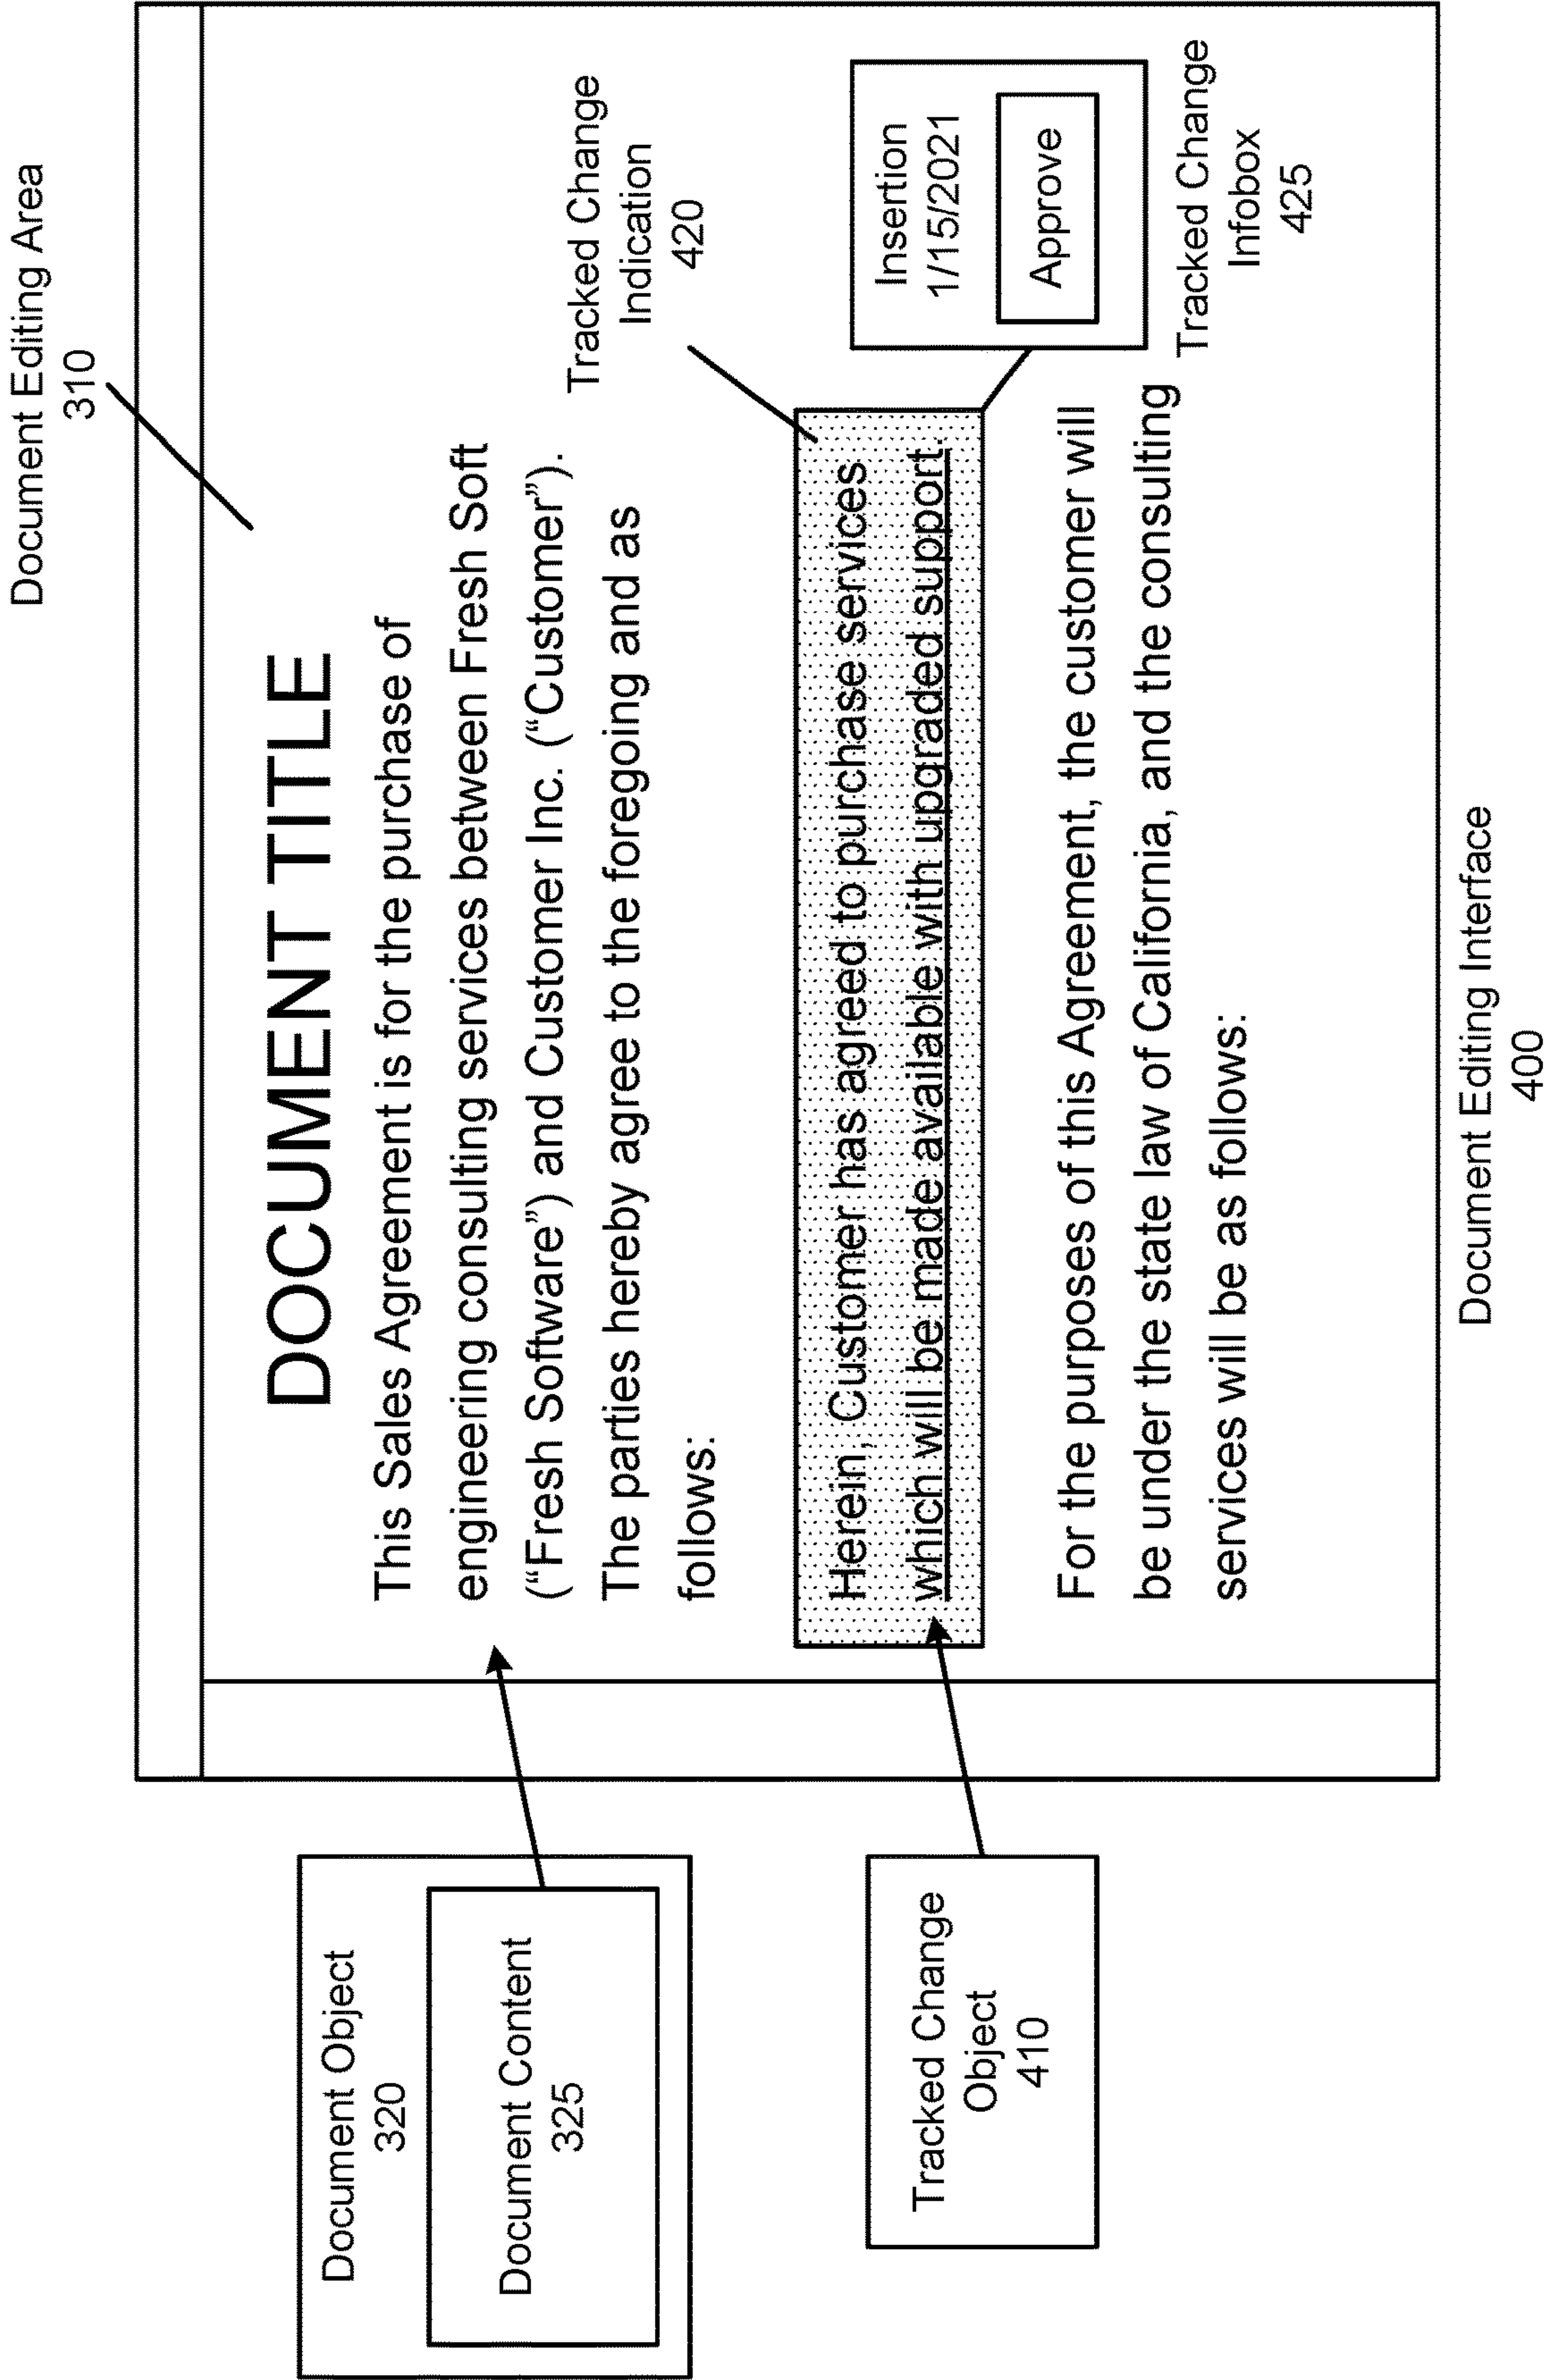 Document Editing Area
310
DOCUMENT TITLE
This Sales Agreement is for the purchase of
engineering consulting services between Fresh Soft
(“Fresh Software”) and Customer Inc. (“Customer”).
The parties hereby agree to the foregoing and as
follows:
Herein, Customer has agreed to purchase services
which will be made available with upgraded support.
For the purposes of this Agreement, the customer will
be under the state law of California, and the consulting
services will be as follows:
Tracked Change
Indication
420
Insertion
1/15/2021
Approve
Tracked Change
Infobox
425
Document Object
320
Document Content
325
Tracked Change
Object
410
Document Editing Interface
400